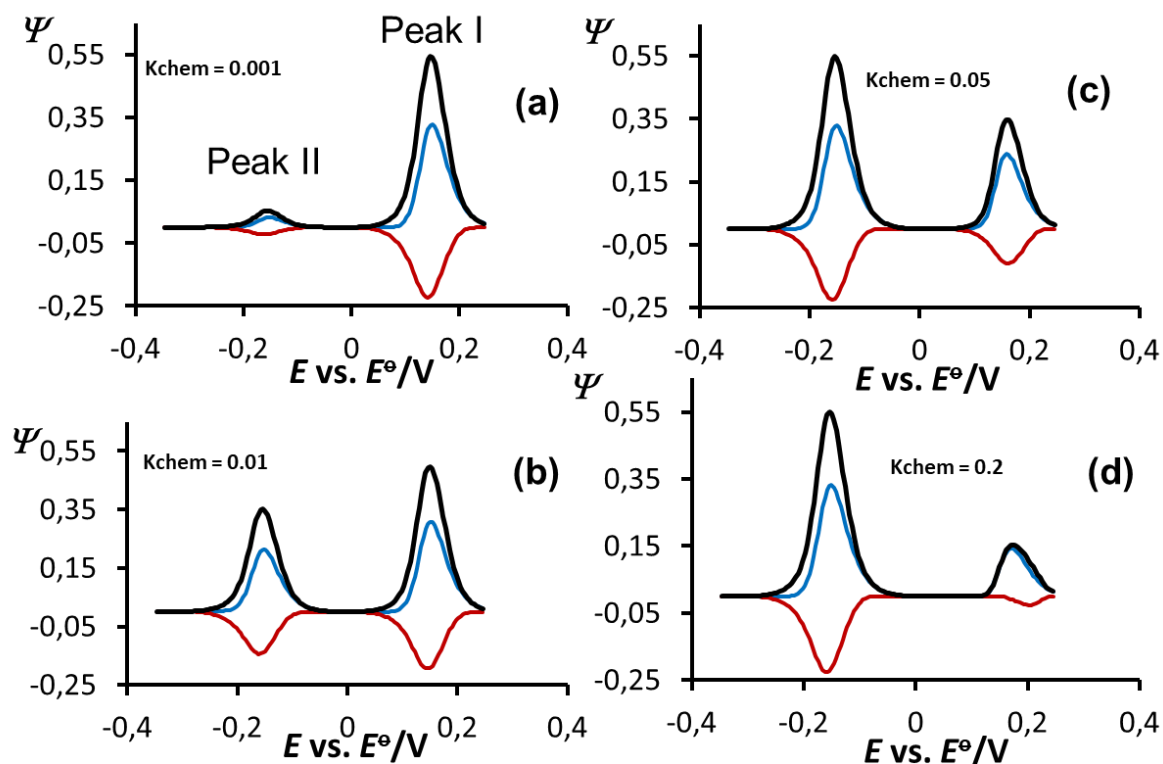 Ψ
0,55
0,35
0,15
-0,05
-0,25
Peak I
Kchem = 0.001
(a)
Peak II
-0,4 -0,2 0 0,2 0,4
E vs. E⦵/V
Ψ
0,55
0,35
0,15
-0,05
-0,25
Kchem = 0.01
(b)
-0,4 -0,2 0 0,2 0,4
E vs. E⦵/V
Ψ
0,55
0,35
0,15
-0,05
-0,25
Kchem = 0.05
(c)
-0,4 -0,2 0 0,2 0,4
E vs. E⦵/V
Ψ
0,55
0,35
0,15
-0,05
-0,25
Kchem = 0.2
(d)
-0,4 -0,2 0 0,2 0,4
E vs. E⦵/V